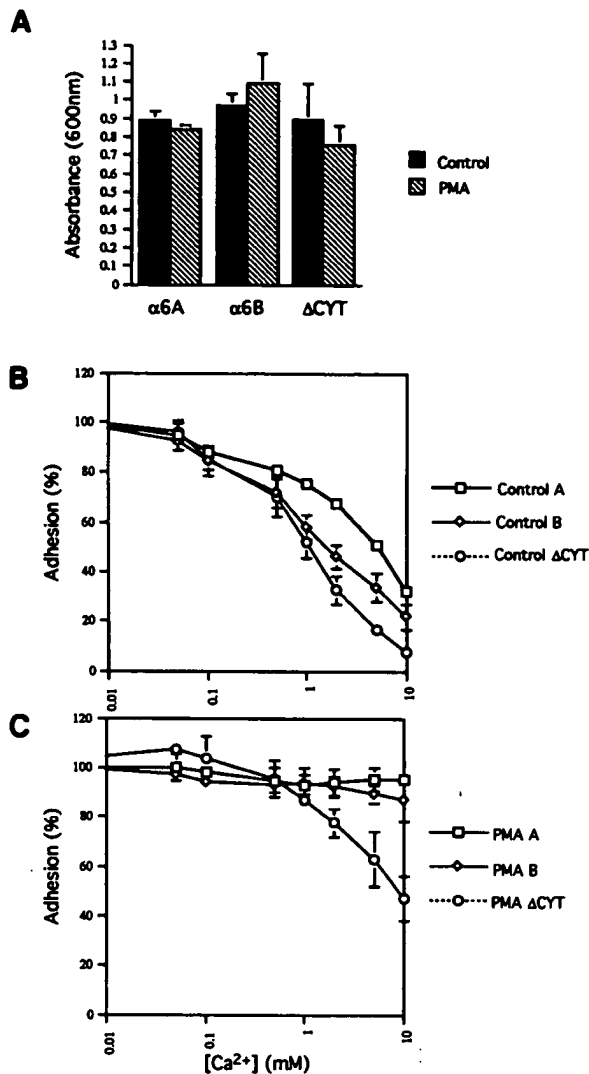 A
Absorbance (600nm)
1.3
1.2
1.1
1
0.9
0.8
0.7
0.6
0.5
0.4
0.3
0.2
0.1
0
α6A α6B ΔCYT
Control
PMA
B
Adhesion (%)
120
100
80
60
40
20
0
0.01 0.1 1 10
Control A
Control B
Control ΔCYT
C
Adhesion (%)
120
100
80
60
40
20
0
0.01 0.1 1 10
[Ca²⁺] (mM)
PMA A
PMA B
PMA ΔCYT